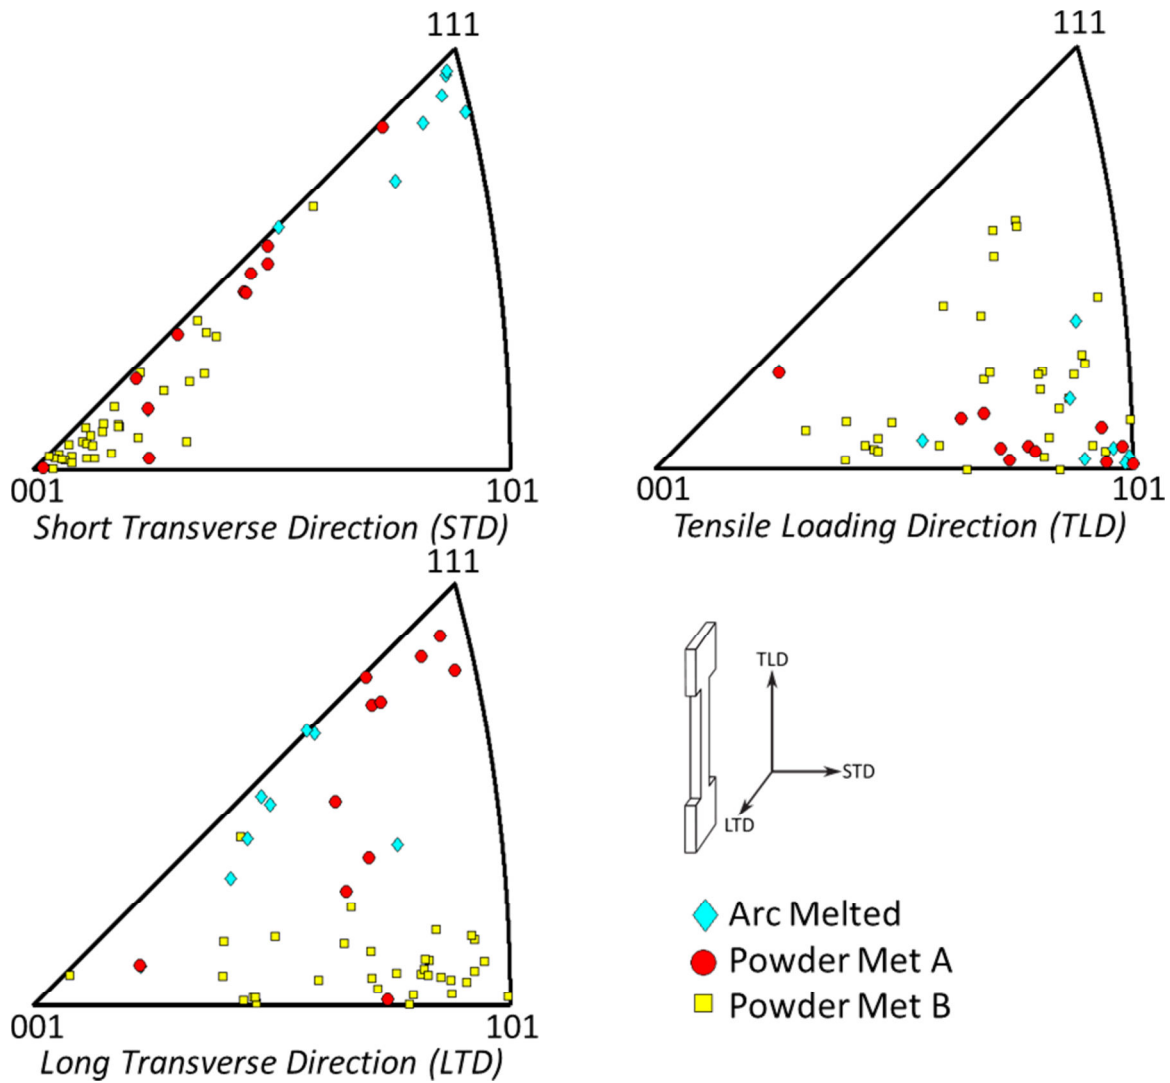 111
001
101
Short Transverse Direction (STD)
111
001
101
Tensile Loading Direction (TLD)
111
001
101
Long Transverse Direction (LTD)
TLD
STD
LTD
Arc Melted
Powder Met A
Powder Met B